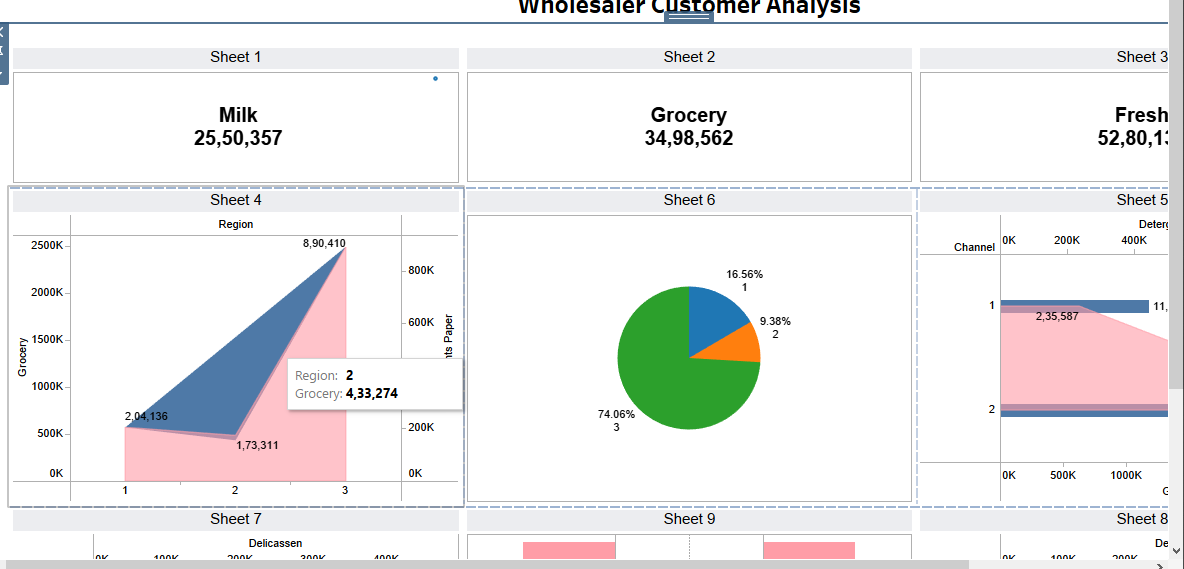 Wholesaler Customer Analysis
Sheet 1
Milk
25,50,357
Sheet 2
Grocery
34,98,562
Sheet 3
Fresh
Sheet 4
Region
2500K
2000K
1500K
1000K
500K
0K
Grocery
8,90,410
2,04,136
1,73,311
800K
600K
200K
0K
Paper
1
2
3
Region: 2
Grocery: 4,33,274
Sheet 6
16.56%
1
9.38%
2
74.06%
3
Sheet 5
Channel
0K
200K
400K
1
2,35,587
2
0K
500K
1000K
Sheet 7
Delicassen
0K
100K
200K
300K
400K
Sheet 9
Sheet 8
0K
100K
200K